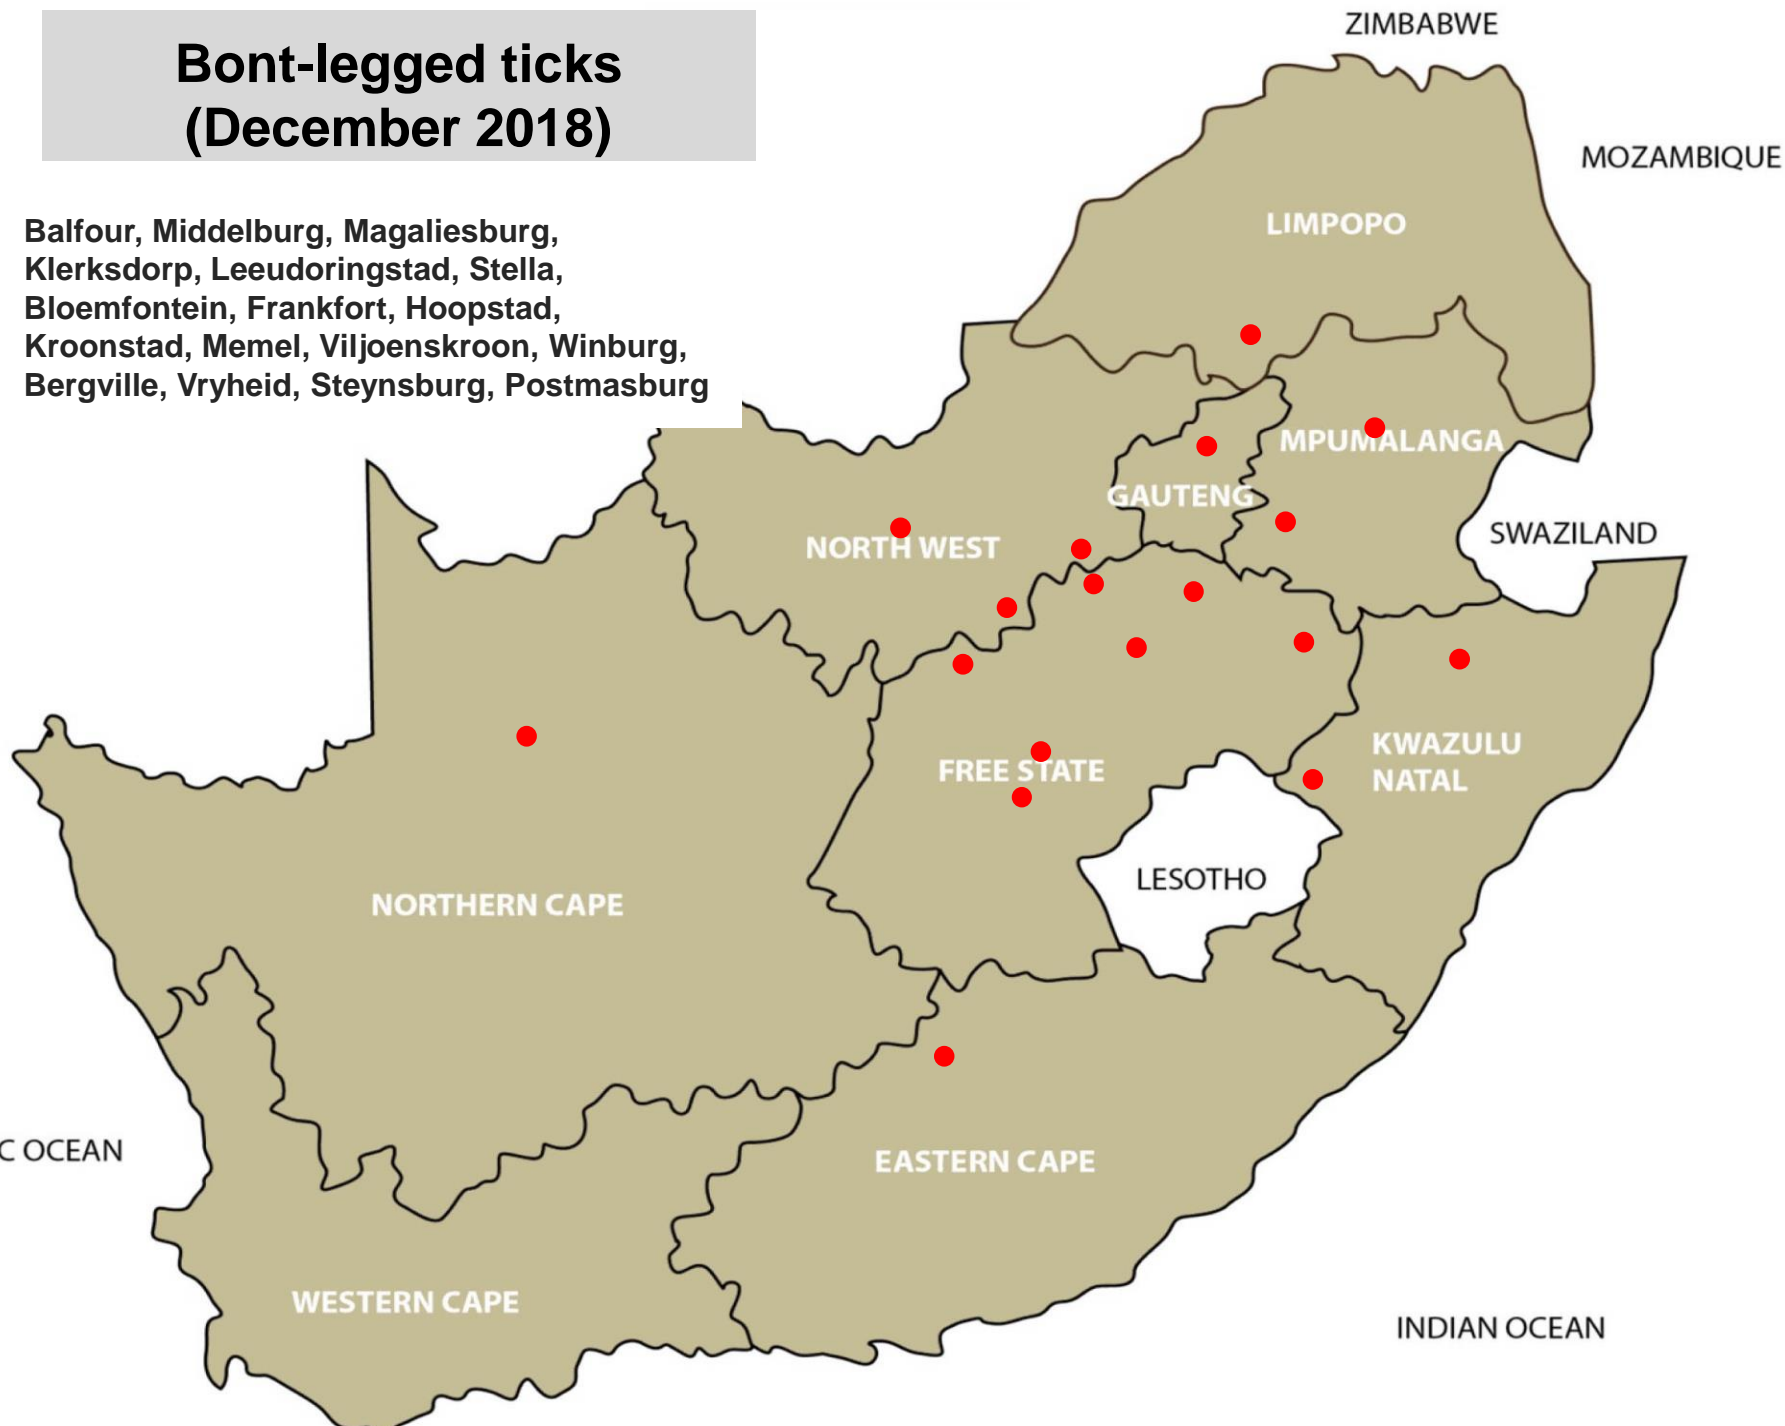 Bont-legged ticks
(December 2018)
Balfour, Middelburg, Magaliesburg,
Klerksdorp, Leeudoringstad, Stella,
Bloemfontein, Frankfort, Hoopstad,
Kroonstad, Memel, Viljoenskroon, Winburg,
Bergville, Vryheid, Steynsburg, Postmasburg
ZIMBABWE
MOZAMBIQUE
LIMPOPO
MPUMALANGA
GAUTENG
SWAZILAND
NORTH WEST
KWAZULU
NATAL
FREE STATE
LESOTHO
NORTHERN CAPE
C OCEAN
EASTERN CAPE
WESTERN CAPE
INDIAN OCEAN